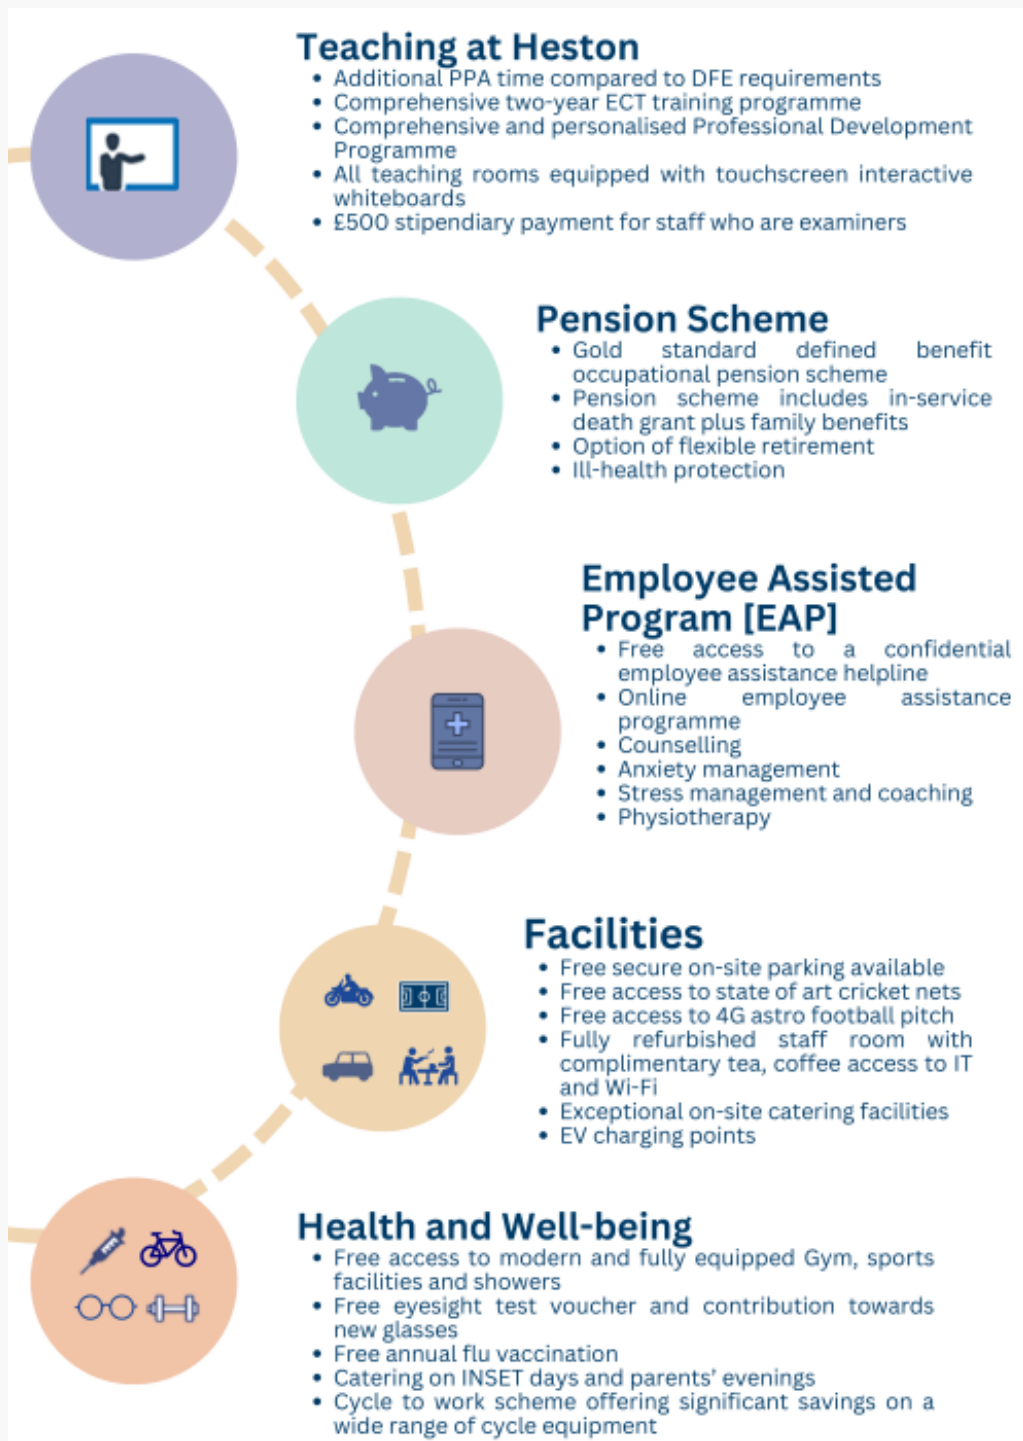 Teaching at Heston
• Additional PPA time compared to DFE requirements
• Comprehensive two-year ECT training programme
• Comprehensive and personalised Professional Development
Programme
• All teaching rooms equipped with touchscreen interactive
whiteboards
• £500 stipendiary payment for staff who are examiners
Pension Scheme
• Gold standard defined benefit
occupational pension scheme
• Pension scheme includes in-service
death grant plus family benefits
• Option of flexible retirement
• Ill-health protection
Employee Assisted
Program [EAP]
• Free access to a confidential
employee assistance helpline
• Online employee assistance
programme
• Counselling
• Anxiety management
• Stress management and coaching
• Physiotherapy
Facilities
• Free secure on-site parking available
• Free access to state of art cricket nets
• Free access to 4G astro football pitch
• Fully refurbished staff room with
complimentary tea, coffee access to IT
and Wi-Fi
• Exceptional on-site catering facilities
• EV charging points
Health and Well-being
• Free access to modern and fully equipped Gym, sports
facilities and showers
• Free eyesight test voucher and contribution towards
new glasses
• Free annual flu vaccination
• Catering on INSET days and parents’ evenings
• Cycle to work scheme offering significant savings on a
wide range of cycle equipment